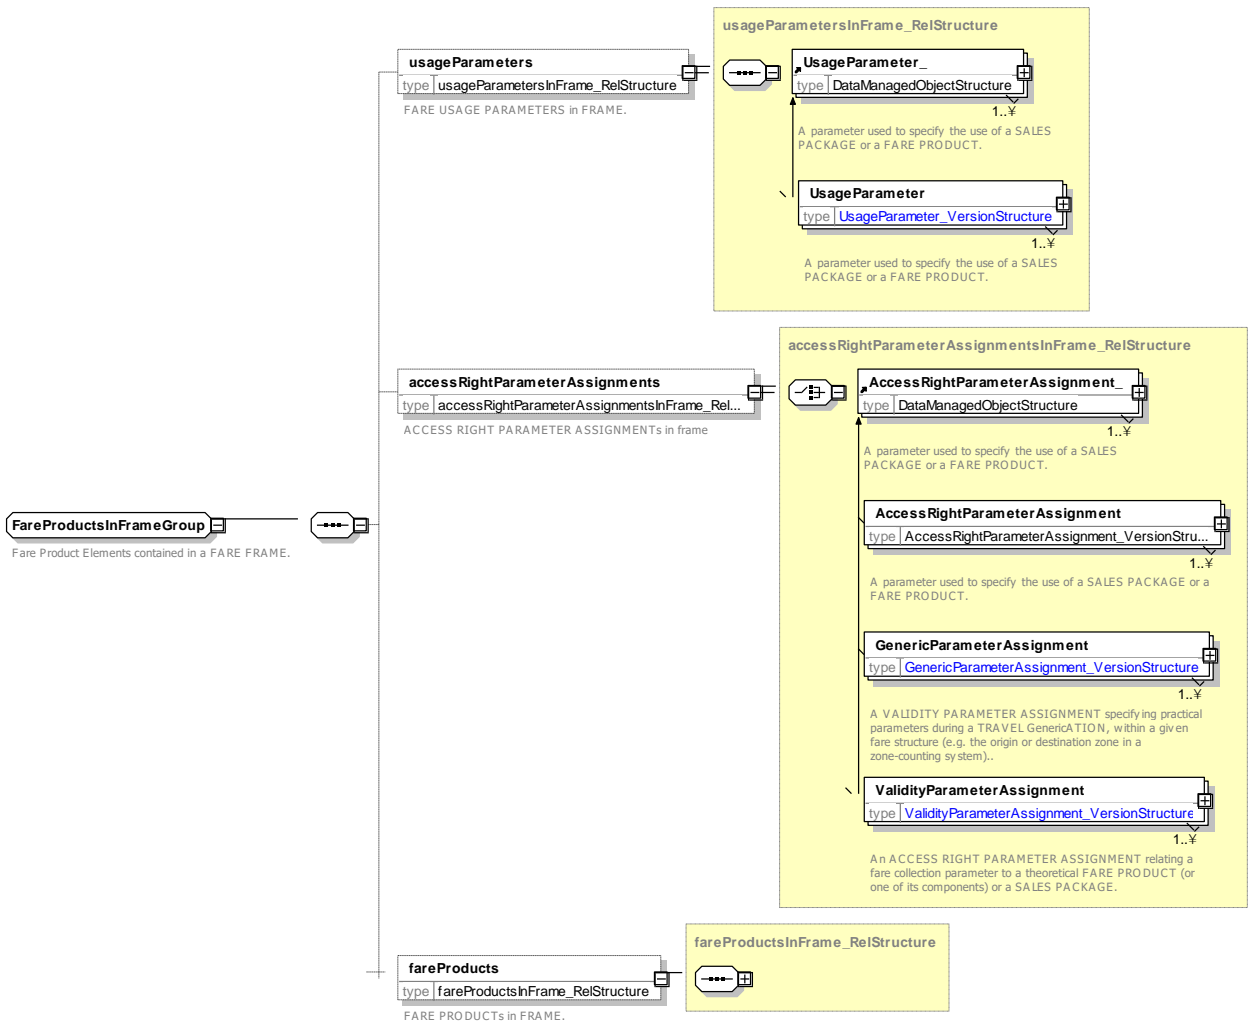 usageParametersInFrame_RelStructure
usageParameters
type usageParametersInFrame_RelStructure
FARE USAGE PARAMETERS in FRAME.
UsageParameter_
type DataManagedObjectStructure
1..¥
A parameter used to specify the use of a SALES
PACKAGE or a FARE PRODUCT.
UsageParameter
type UsageParameter_VersionStructure
1..¥
A parameter used to specify the use of a SALES
PACKAGE or a FARE PRODUCT.
accessRightParameterAssignmentsInFrame_RelStructure
accessRightParameterAssignments
type accessRightParameterAssignmentsInFrame_Rel...
ACCESS RIGHT PARAMETER ASSIGNMENTs in frame
AccessRightParameterAssignment_
type DataManagedObjectStructure
1..¥
A parameter used to specify the use of a SALES
PACKAGE or a FARE PRODUCT.
AccessRightParameterAssignment
type AccessRightParameterAssignment_VersionStru...
1..¥
A parameter used to specify the use of a SALES PACKAGE or a
FARE PRODUCT.
FareProductsInFrameGroup
Fare Product Elements contained in a FARE FRAME.
GenericParameterAssignment
type GenericParameterAssignment_VersionStructure
1..¥
A VALIDITY PARAMETER ASSIGNMENT specifying practical
parameters during a TRAVEL GenericATION, within a given
fare structure (e.g. the origin or destination zone in a
zone-counting system)..
ValidityParameterAssignment
type ValidityParameterAssignment_VersionStructure
1..¥
An ACCESS RIGHT PARAMETER ASSIGNMENT relating a
fare collection parameter to a theoretical FARE PRODUCT (or
one of its components) or a SALES PACKAGE.
fareProductsInFrame_RelStructure
fareProducts
type fareProductsInFrame_RelStructure
FARE PRODUCTs in FRAME.